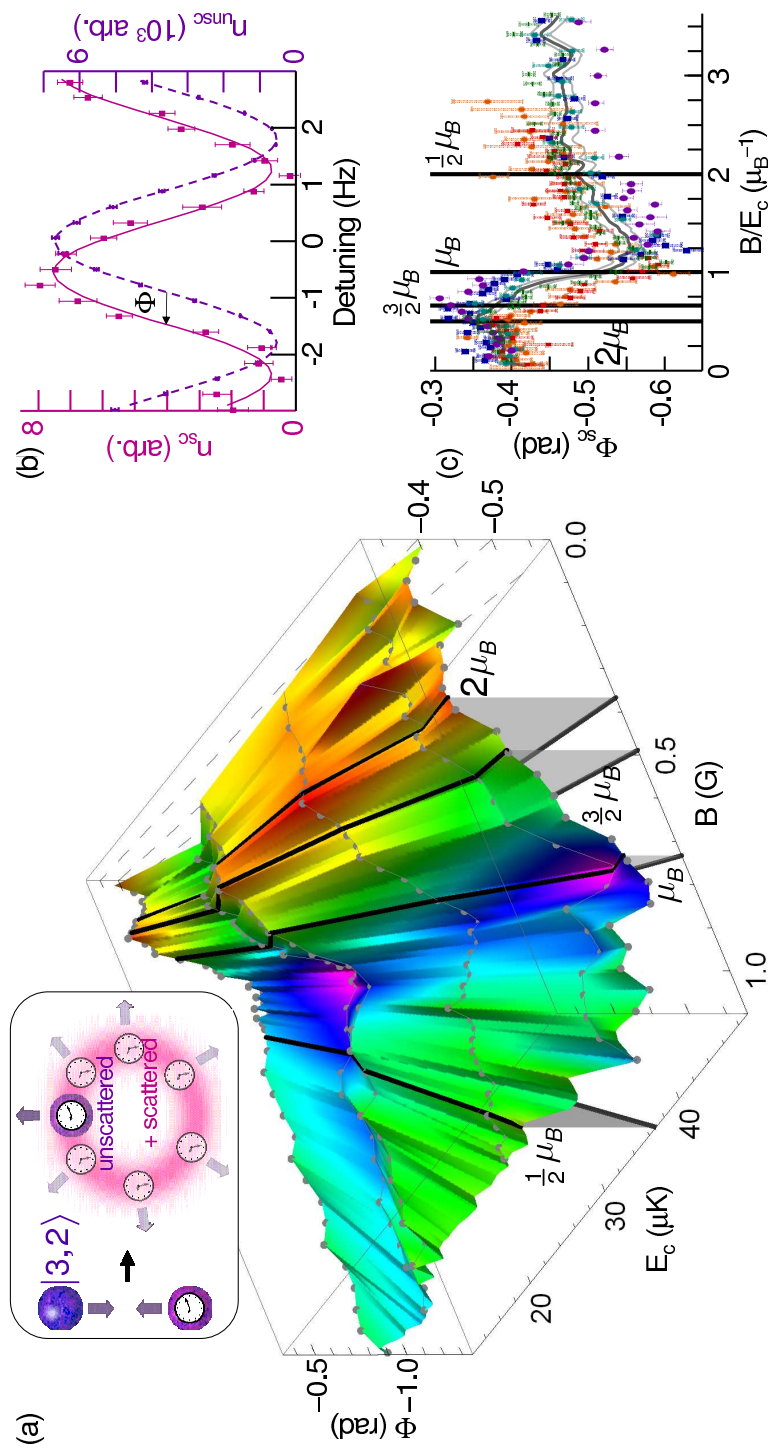 (a)
|3,2⟩
unscattered
+ scattered
Φ (rad)
−0.5
−1.0
20
30
40
E_c (μK)
1/2 μ_B
μ_B
3/2 μ_B
2μ_B
1.0
0.5
0.0
B (G)
−0.4
−0.5
(b)
n_sc (arb.)
8
0
Φ
n_unsc (10³ arb.)
6
0
-2
-1
0
1
2
Detuning (Hz)
(c)
Φ_sc (rad)
-0.3
-0.4
-0.5
-0.6
2μ_B
3/2 μ_B
μ_B
1/2 μ_B
0
1
2
3
B/E_c (μ_B⁻¹)